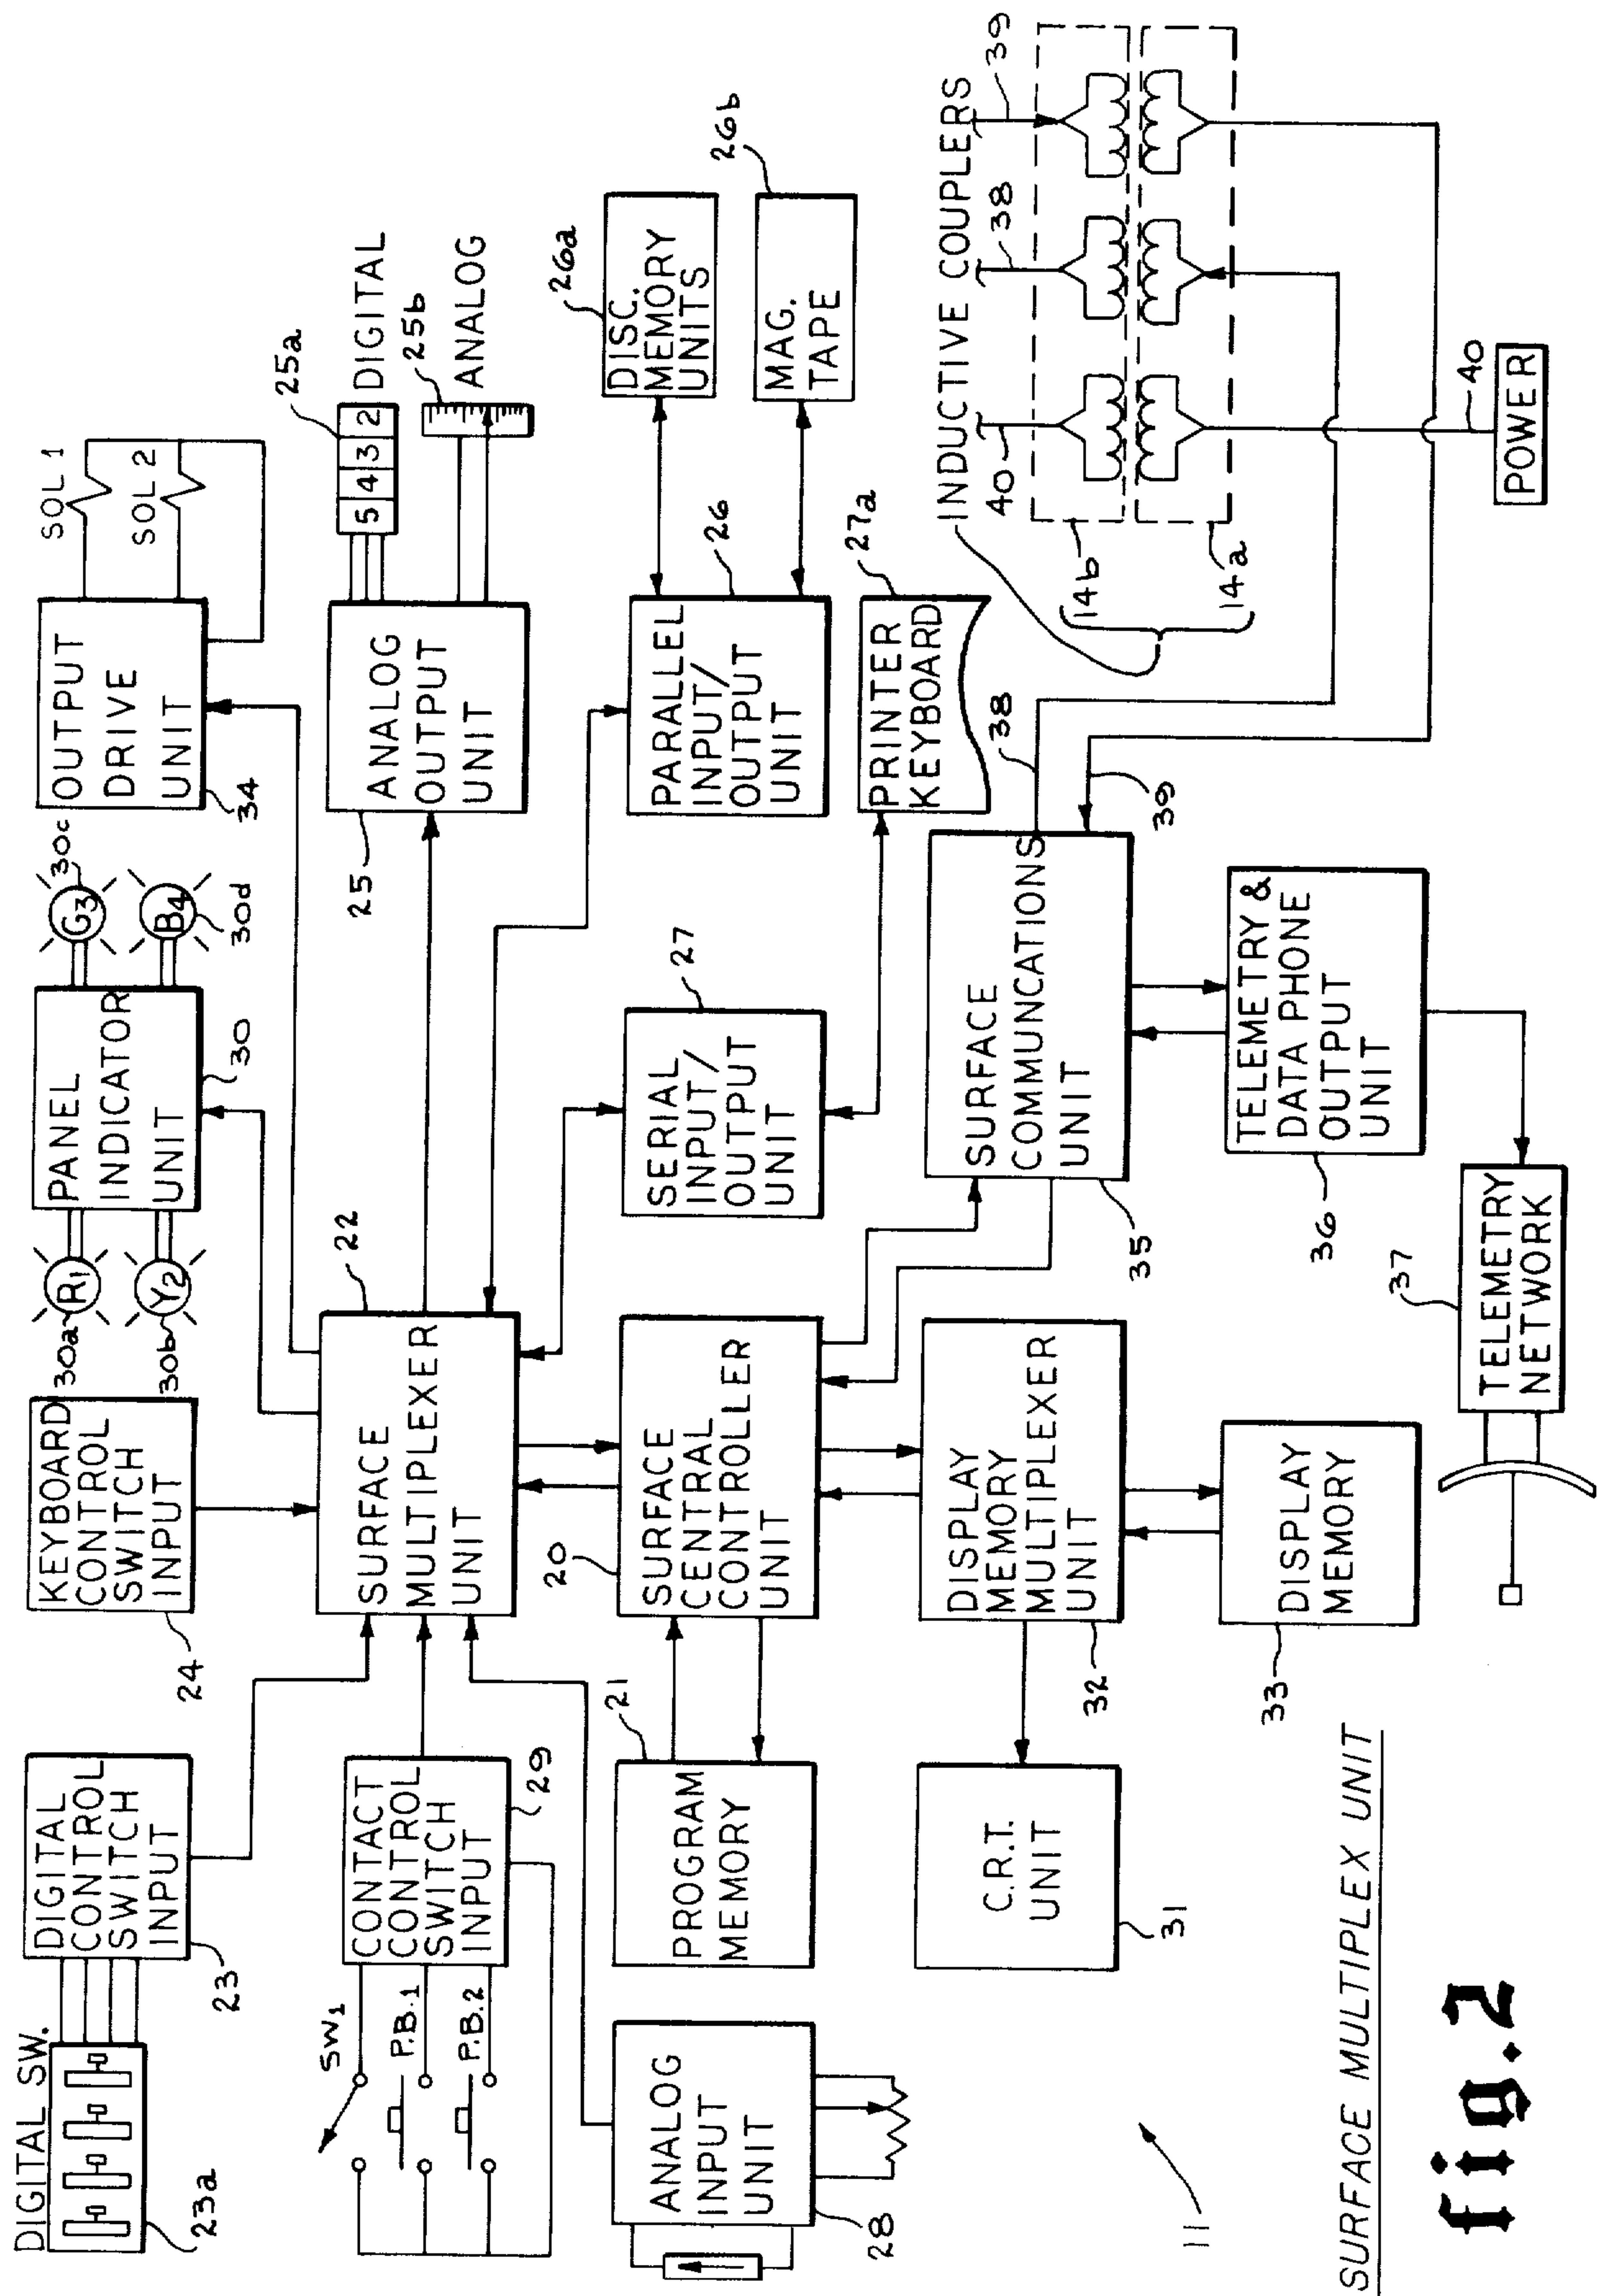 DIGITAL SW.
23a
DIGITAL
CONTROL
SWITCH
INPUT
23
KEYBOARD
CONTROL
SWITCH
INPUT
24
30a
R1
30b
Y2
PANEL
INDICATOR
UNIT
30
G3
30c
B4
30d
OUTPUT
DRIVE
UNIT
34
SOL 1
SOL 2
SW1
P.B.1
P.B.2
CONTACT
CONTROL
SWITCH
INPUT
29
SURFACE
MULTIPLEXER
UNIT
22
ANALOG
OUTPUT
UNIT
25
5 4 3 2
25a
DIGITAL
25b
ANALOG
ANALOG
INPUT
UNIT
28
PROGRAM
MEMORY
21
SURFACE
CENTRAL
CONTROLLER
UNIT
20
SERIAL
INPUT/
OUTPUT
UNIT
27
PARALLEL
INPUT/
OUTPUT
UNIT
26
DISC.
MEMORY
UNITS
26a
MAG.
TAPE
26b
PRINTER
KEYBOARD
27a
C.R.T.
UNIT
31
DISPLAY
MEMORY
MULTIPLEXER
UNIT
32
SURFACE
COMMUNICATIONS
UNIT
35
38
39
INDUCTIVE COUPLERS
40
38
39
14b
14a
DISPLAY
MEMORY
33
TELEMETRY &
DATA PHONE
OUTPUT
UNIT
36
TELEMETRY
NETWORK
37
40
POWER
11
SURFACE MULTIPLEX UNIT
fig.2